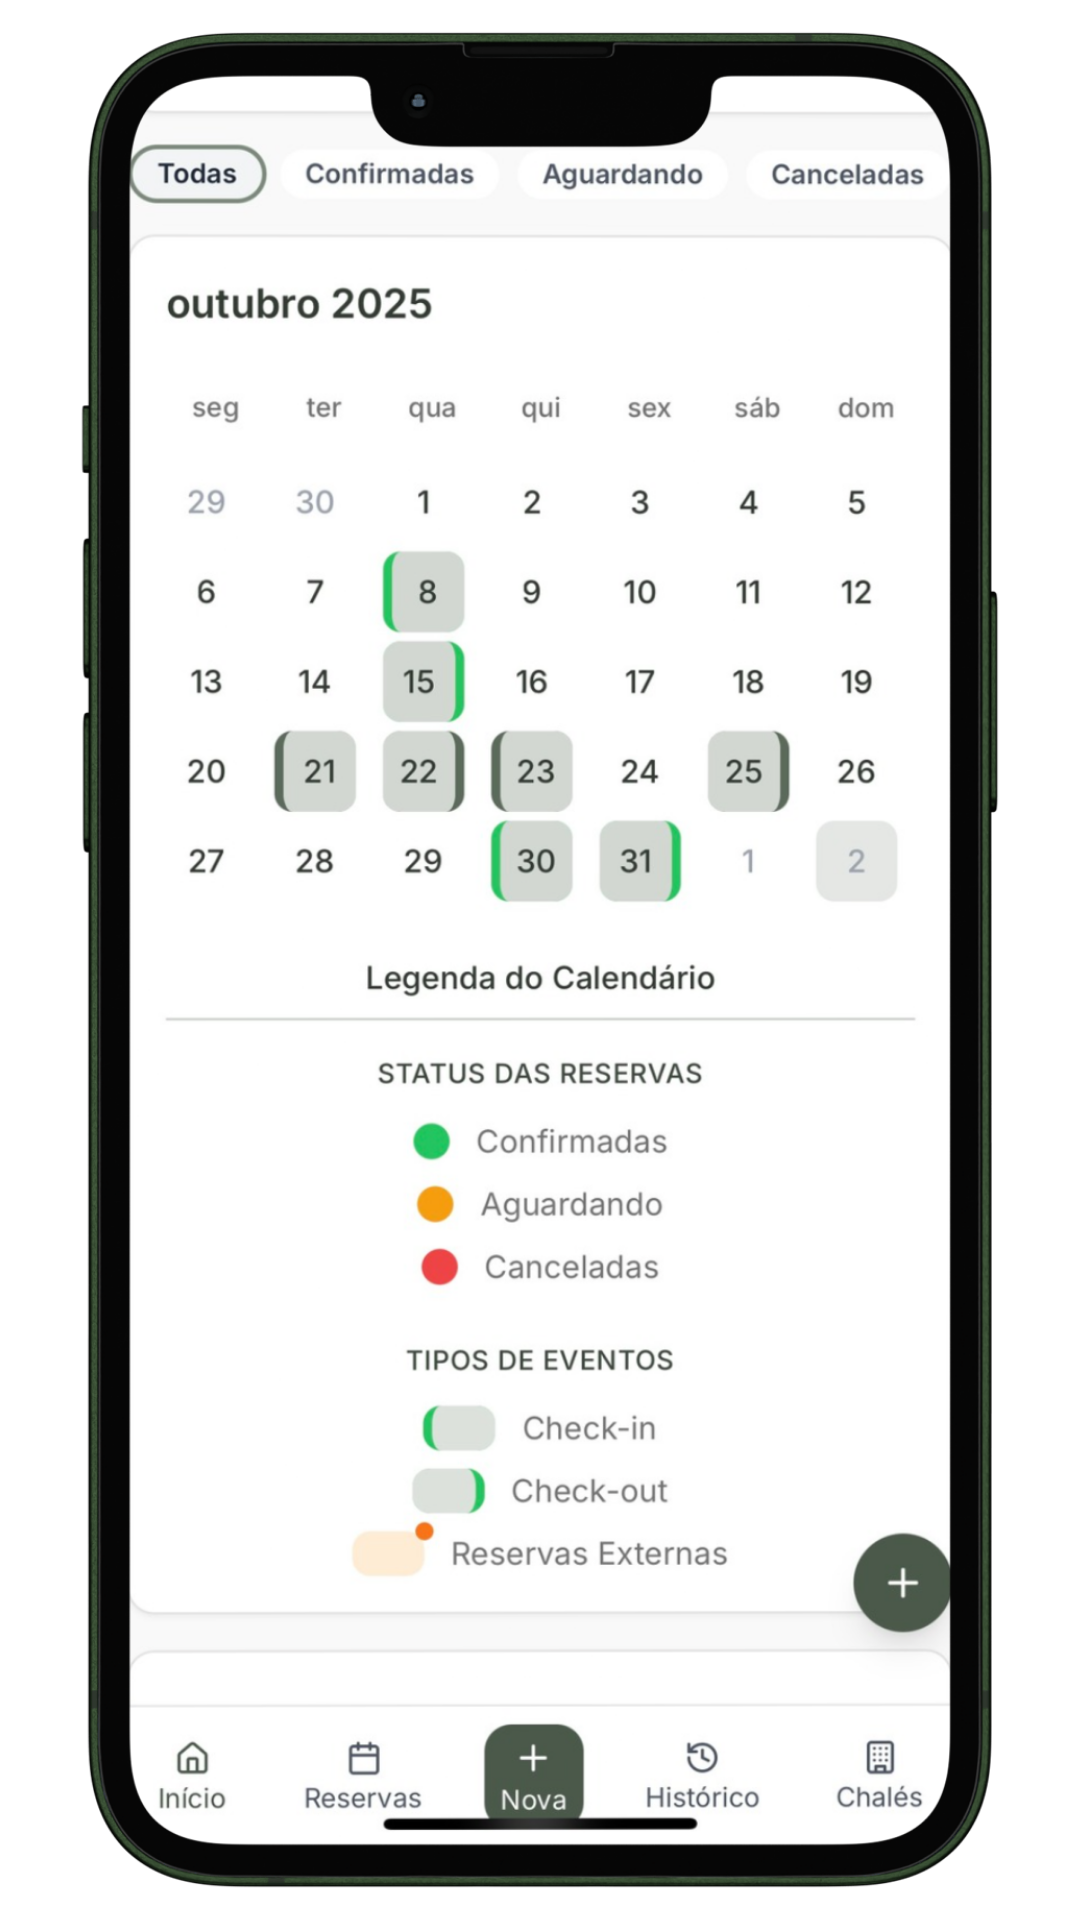 Todas Confirmadas Aguardando Canceladas
outubro 2025
seg ter qua qui sex sáb dom
29 30 1 2 3 4 5
6 7 8 9 10 11 12
13 14 15 16 17 18 19
20 21 22 23 24 25 26
27 28 29 30 31 1 2
Legenda do Calendário
STATUS DAS RESERVAS
Confirmadas
Aguardando
Canceladas
TIPOS DE EVENTOS
Check-in
Check-out
Reservas Externas
+
+
Início Reservas Nova Histórico Chalés